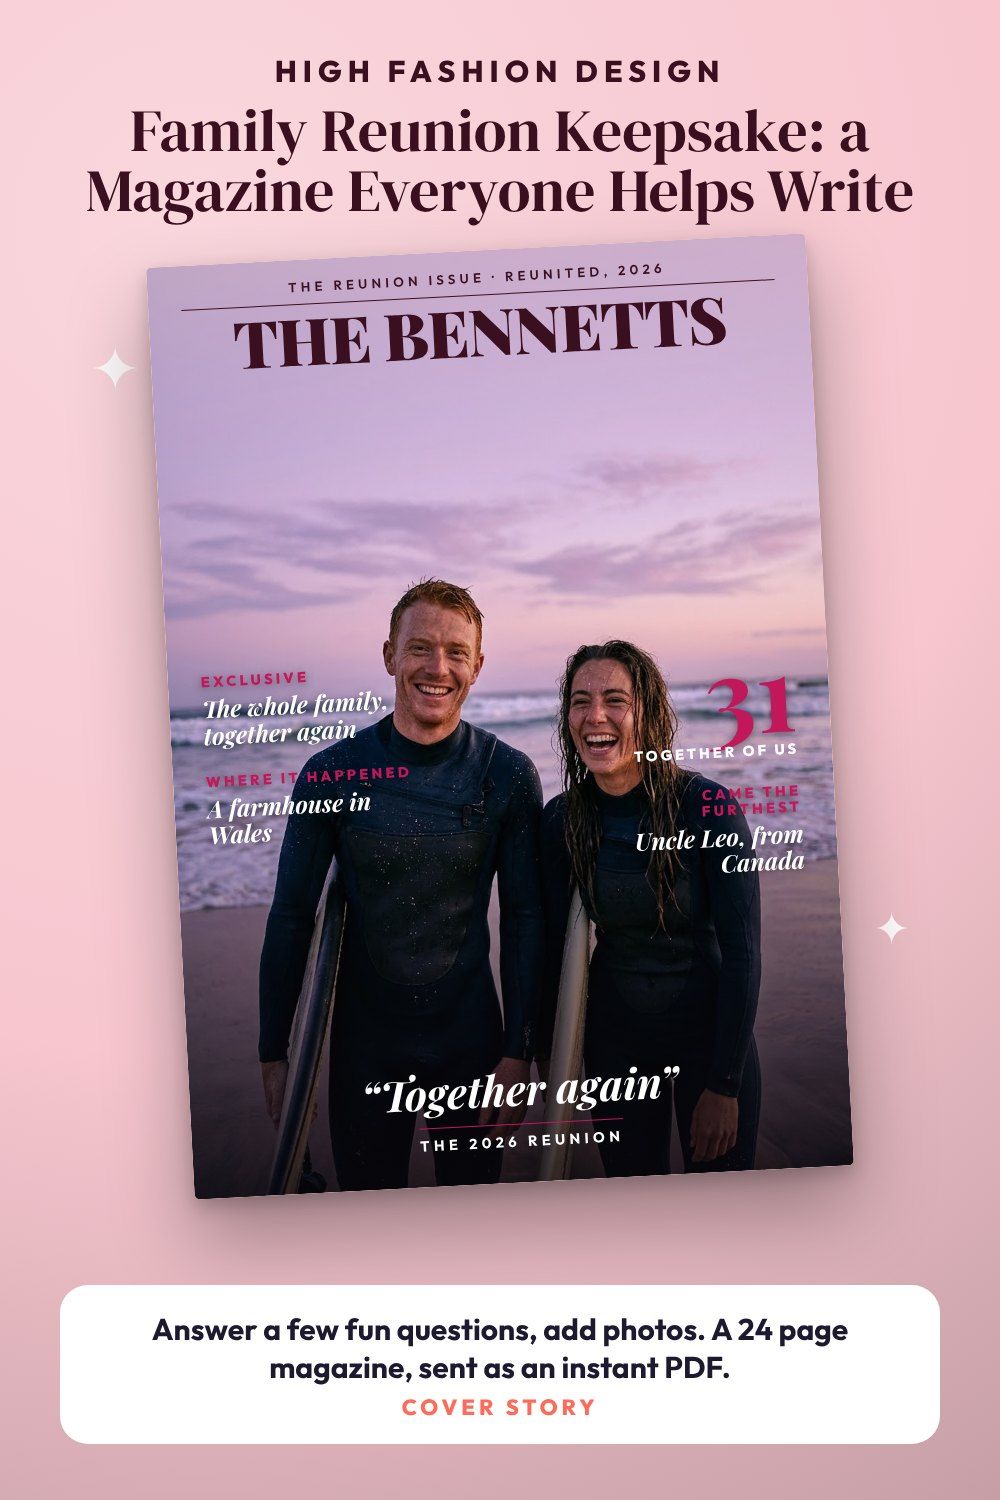 HIGH FASHION DESIGN
Family Reunion Keepsake: a
Magazine Everyone Helps Write
THE REUNION ISSUE · REUNITED, 2026
THE BENNETTS
EXCLUSIVE
The whole family,
together again
WHERE IT HAPPENED
A farmhouse in
Wales
31
TOGETHER OF US
CAME THE
FURTHEST
Uncle Leo, from
Canada
“Together again”
THE 2026 REUNION
Answer a few fun questions, add photos. A 24 page
magazine, sent as an instant PDF.
COVER STORY